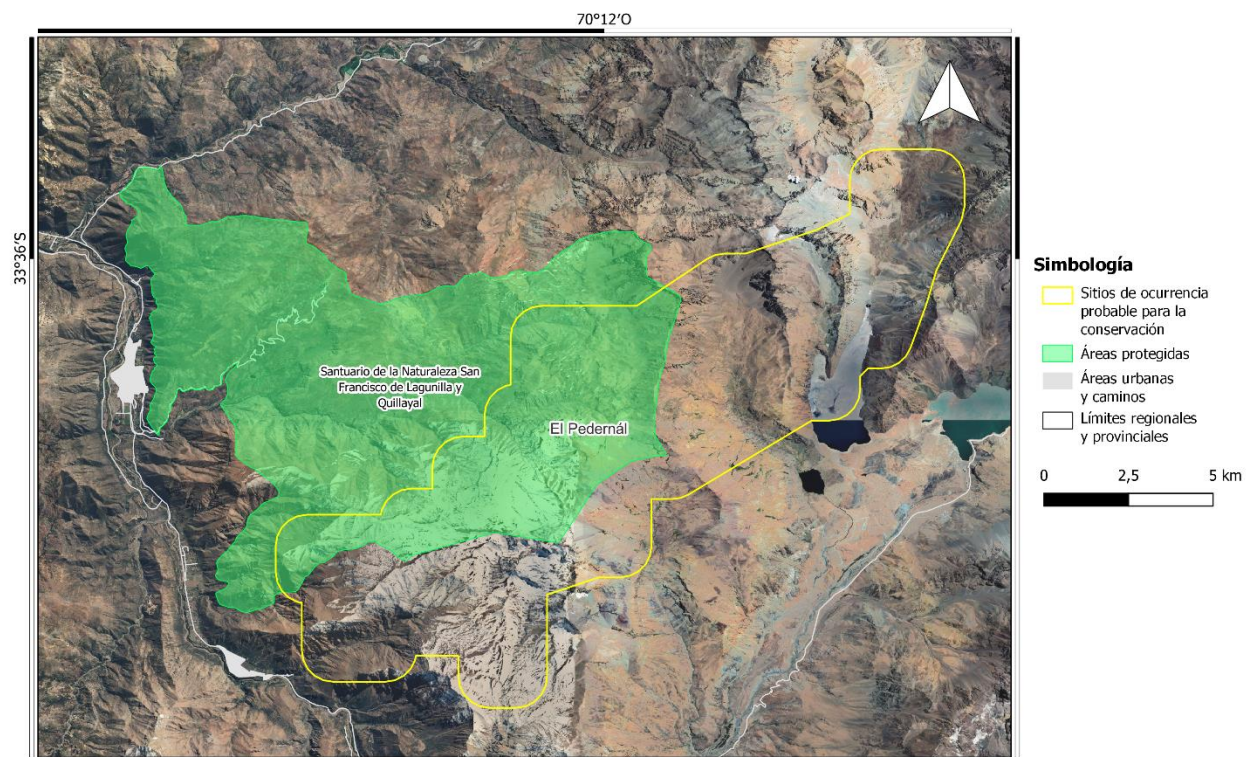 70°12'O
33°36'S
Santuario de la Naturaleza San
Francisco de Lagunilla y
Quillayal
El Pedernál
Simbología
Sitios de ocurrencia
probable para la
conservación
Áreas protegidas
Áreas urbanas
y caminos
Límites regionales
y provinciales
0 2,5 5 km